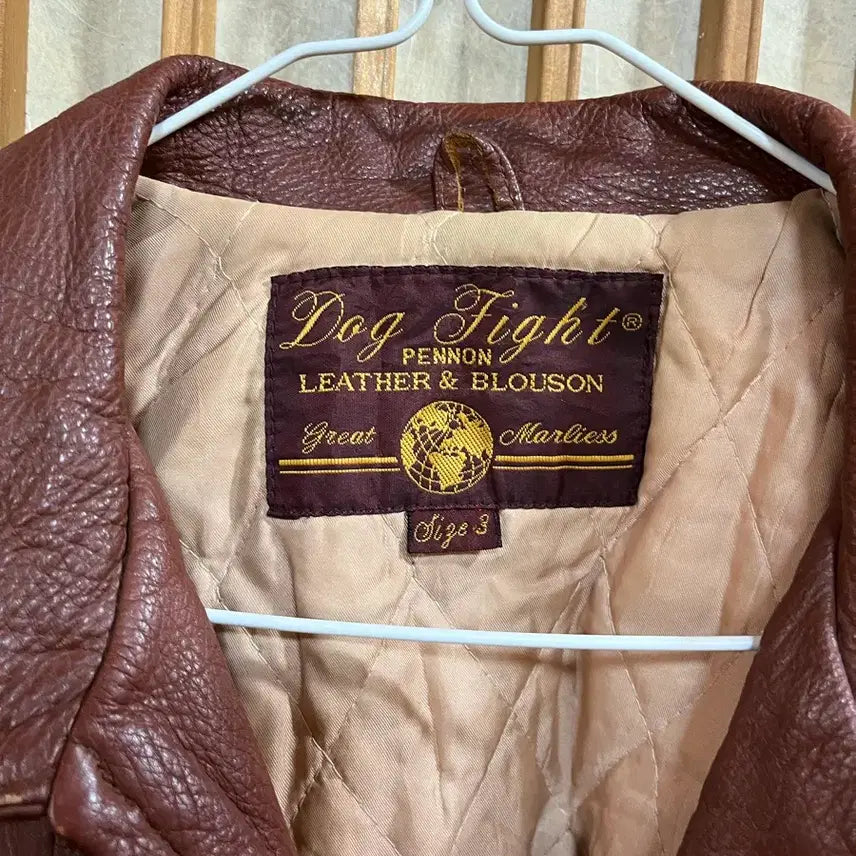 Dog Fight®
PENNON
LEATHER & BLOUSON
Great Marliess
Size 3